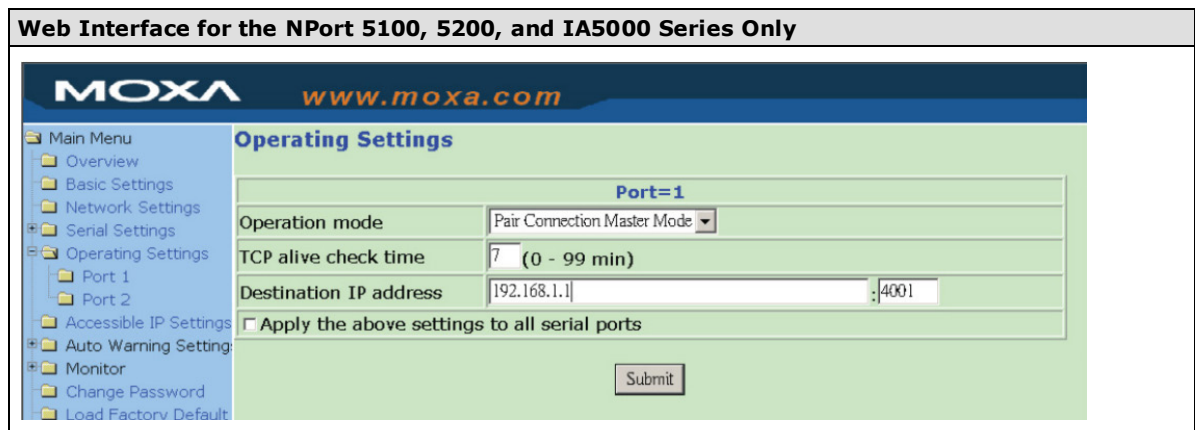 Web Interface for the NPort 5100, 5200, and IA5000 Series Only
MOXA www.moxa.com
Main Menu
Overview
Basic Settings
Network Settings
Serial Settings
Operating Settings
Port 1
Port 2
Accessible IP Settings
Auto Warning Setting
Monitor
Change Password
Load Factory Default
Operating Settings
Port=1
Operation mode Pair Connection Master Mode
TCP alive check time 7 (0 - 99 min)
Destination IP address 192.168.1.1 : 4001
Apply the above settings to all serial ports
Submit